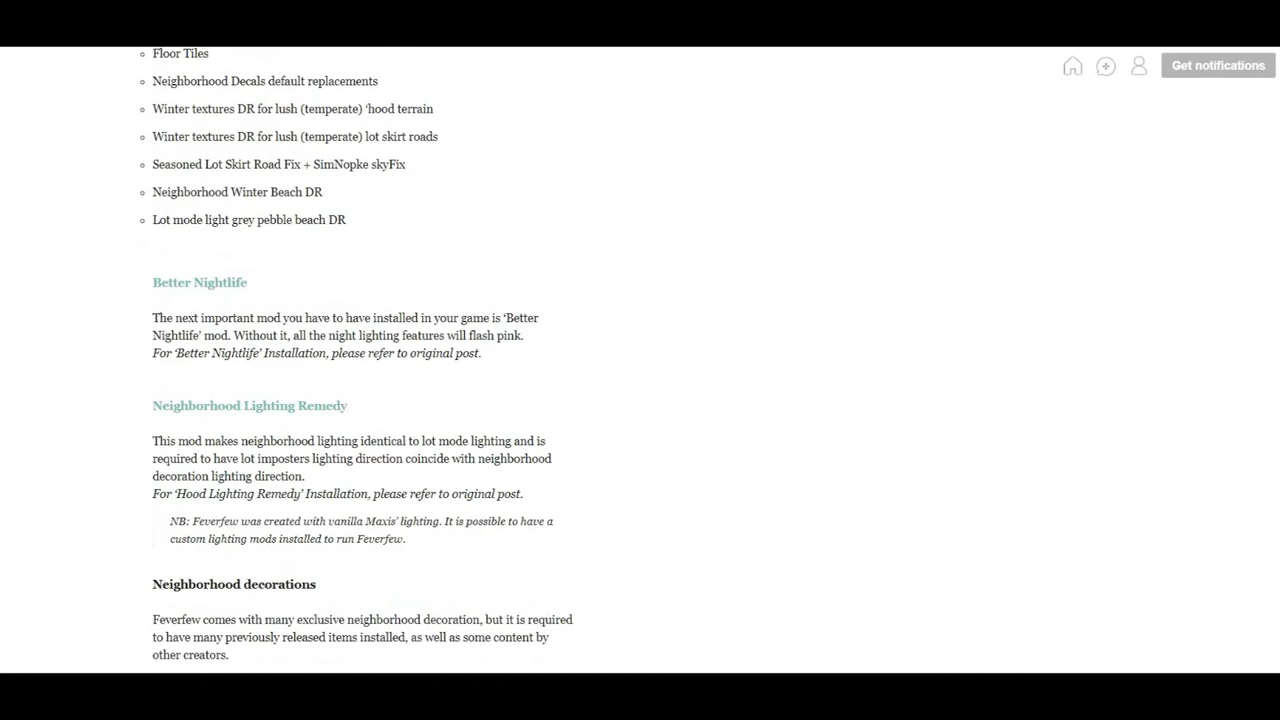 Floor Tiles
Get notifications
Neighborhood Decals default replacements
Winter textures DR for lush (temperate) ‘hood terrain
Winter textures DR for lush (temperate) lot skirt roads
Seasoned Lot Skirt Road Fix + SimNopke skyFix
Neighborhood Winter Beach DR
Lot mode light grey pebble beach DR
Better Nightlife
The next important mod you have to have installed in your game is ‘Better
Nightlife’ mod. Without it, all the night lighting features will flash pink.
For ‘Better Nightlife’ Installation, please refer to original post.
Neighborhood Lighting Remedy
This mod makes neighborhood lighting identical to lot mode lighting and is
required to have lot imposters lighting direction coincide with neighborhood
decoration lighting direction.
For ‘Hood Lighting Remedy’ Installation, please refer to original post.
NB: Feverfew was created with vanilla Maxis’ lighting. It is possible to have a
custom lighting mods installed to run Feverfew.
Neighborhood decorations
Feverfew comes with many exclusive neighborhood decoration, but it is required
to have many previously released items installed, as well as some content by
other creators.